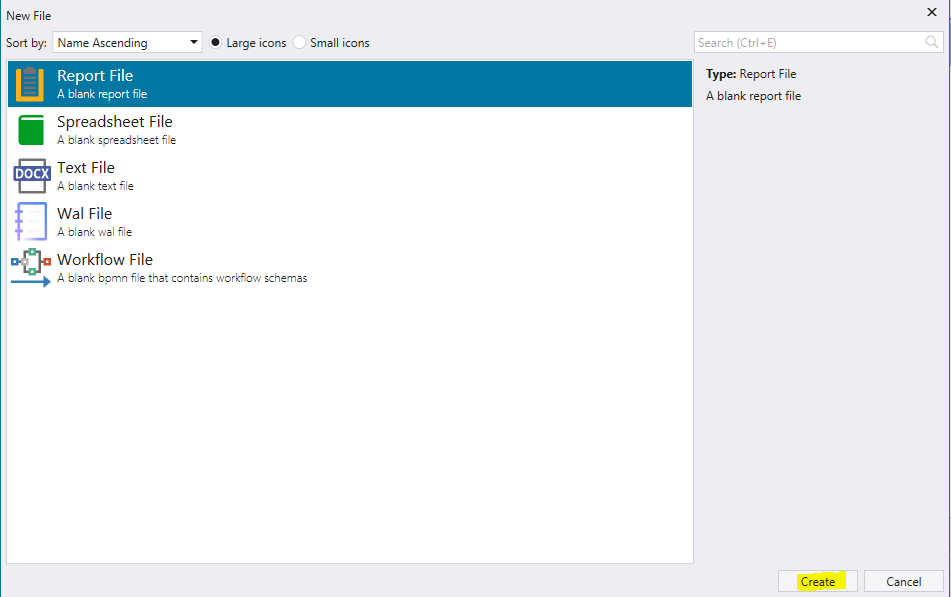 New File
Sort by: Name Ascending Large icons Small icons Search (Ctrl+E)
Report File
A blank report file
Spreadsheet File
A blank spreadsheet file
DOCX
Text File
A blank text file
Wal File
A blank wal file
Workflow File
A blank bpmn file that contains workflow schemas
Type: Report File
A blank report file
Create Cancel